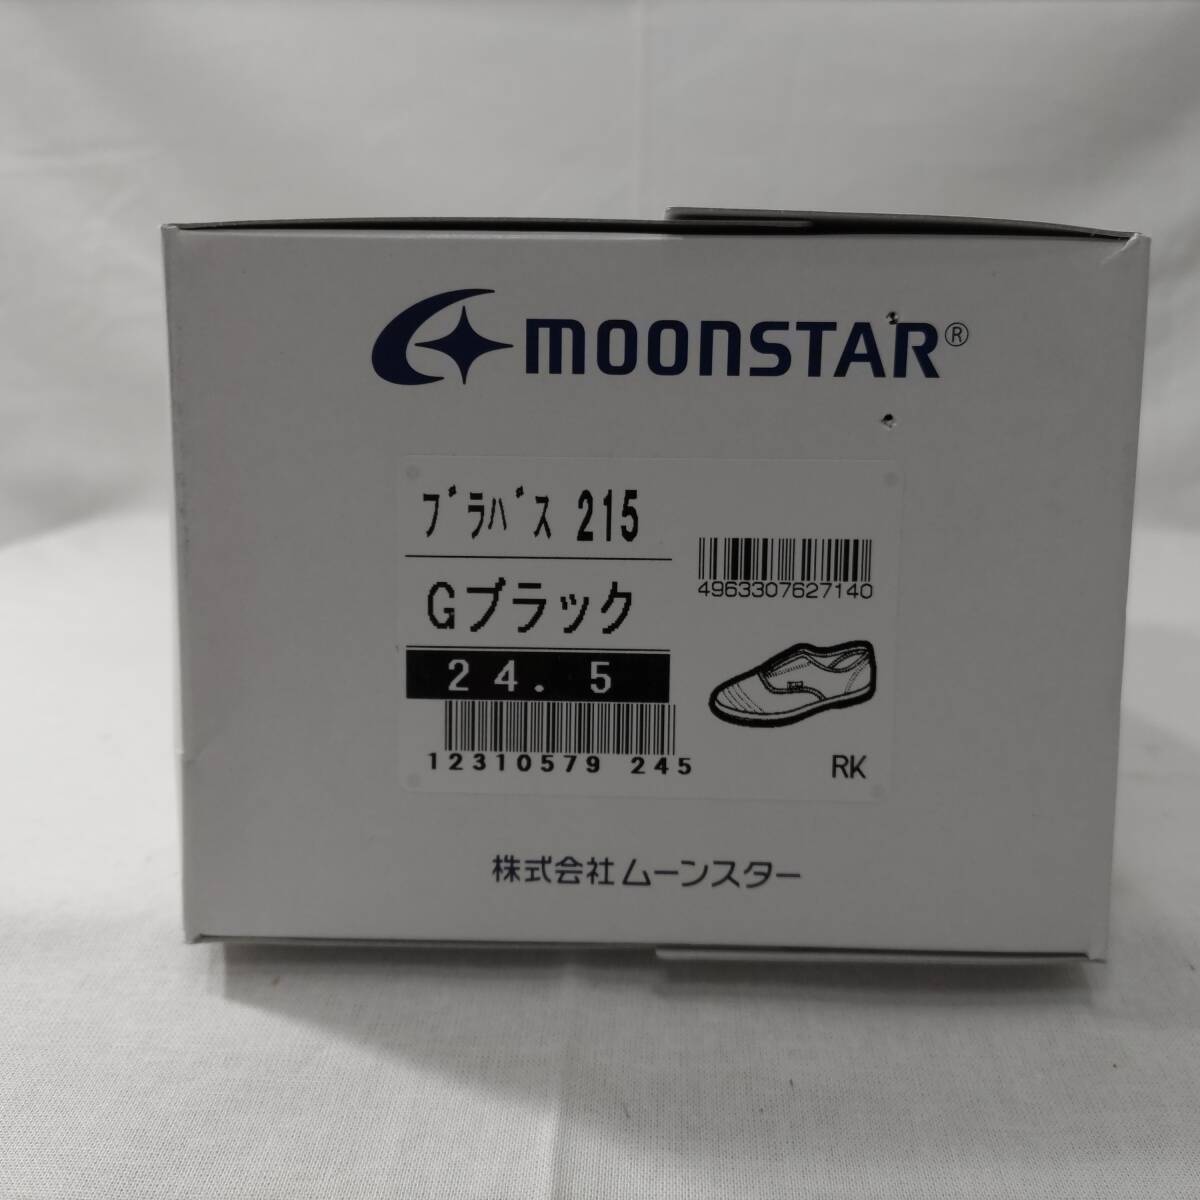 MOONSTAR®
ﾌﾞﾗﾊﾞｽ 215
4963307627140
Gブラック
24.5
12310579 245
RK
株式会社ムーンスター